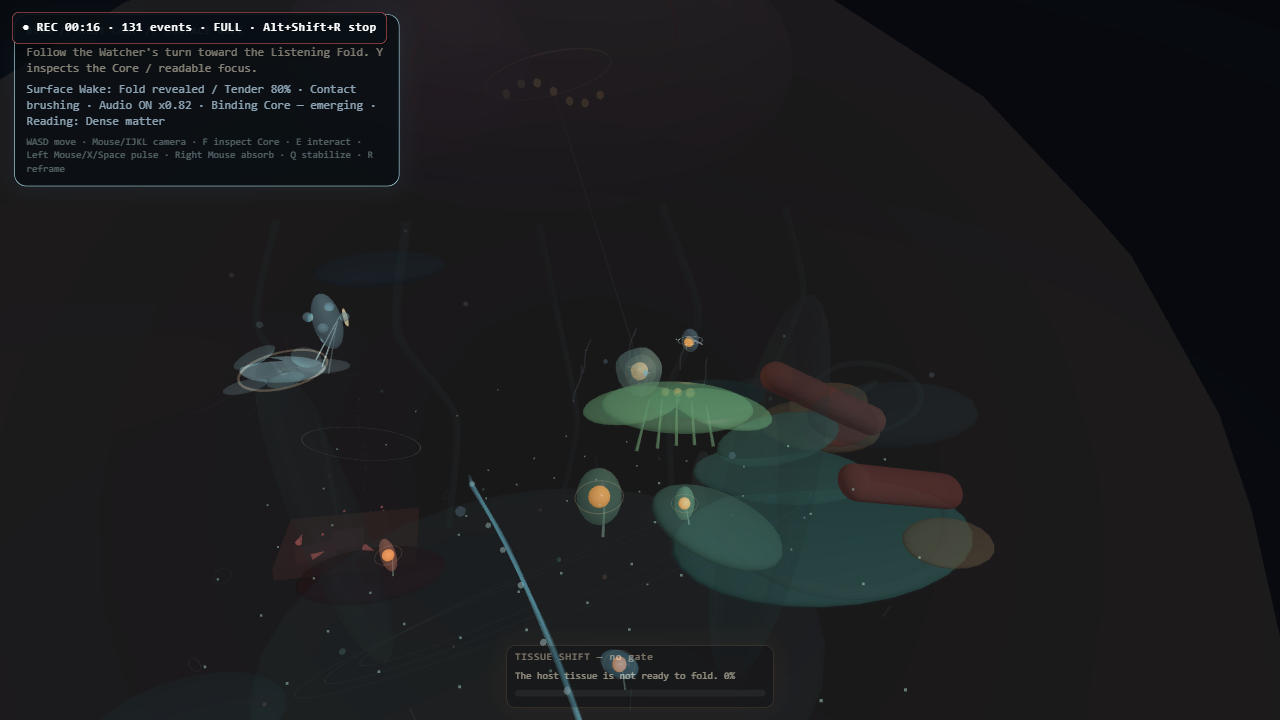 ● REC 00:16 · 131 events · FULL · Alt+Shift+R stop
Follow the Watcher's turn toward the Listening Fold. Y
inspects the Core / readable focus.
Surface Wake: Fold revealed / Tender 80% · Contact
brushing · Audio ON x0.82 · Binding Core — emerging ·
Reading: Dense matter
WASD move · Mouse/IJKL camera · F inspect Core · E interact ·
Left Mouse/X/Space pulse · Right Mouse absorb · Q stabilize · R
reframe
TISSUE SHIFT — no gate
The host tissue is not ready to fold. 0%